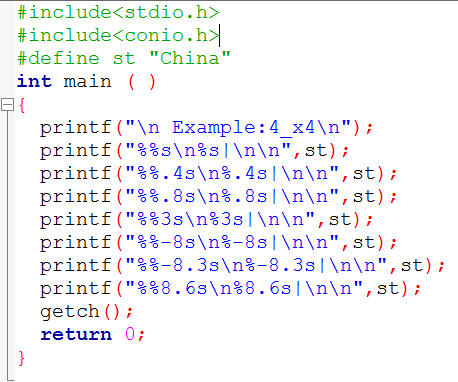 #include<stdio.h>
#include<conio.h>
#define st "China"
int main ( )
{
  printf("\n Example:4_x4\n");
  printf("%%s\n%s|\n\n",st);
  printf("%%.4s\n%.4s|\n\n",st);
  printf("%%.8s\n%.8s|\n\n",st);
  printf("%%3s\n%3s|\n\n",st);
  printf("%%-8s\n%-8s|\n\n",st);
  printf("%%-8.3s\n%-8.3s|\n\n",st);
  printf("%%8.6s\n%8.6s|\n\n",st);
  getch();
  return 0;
}